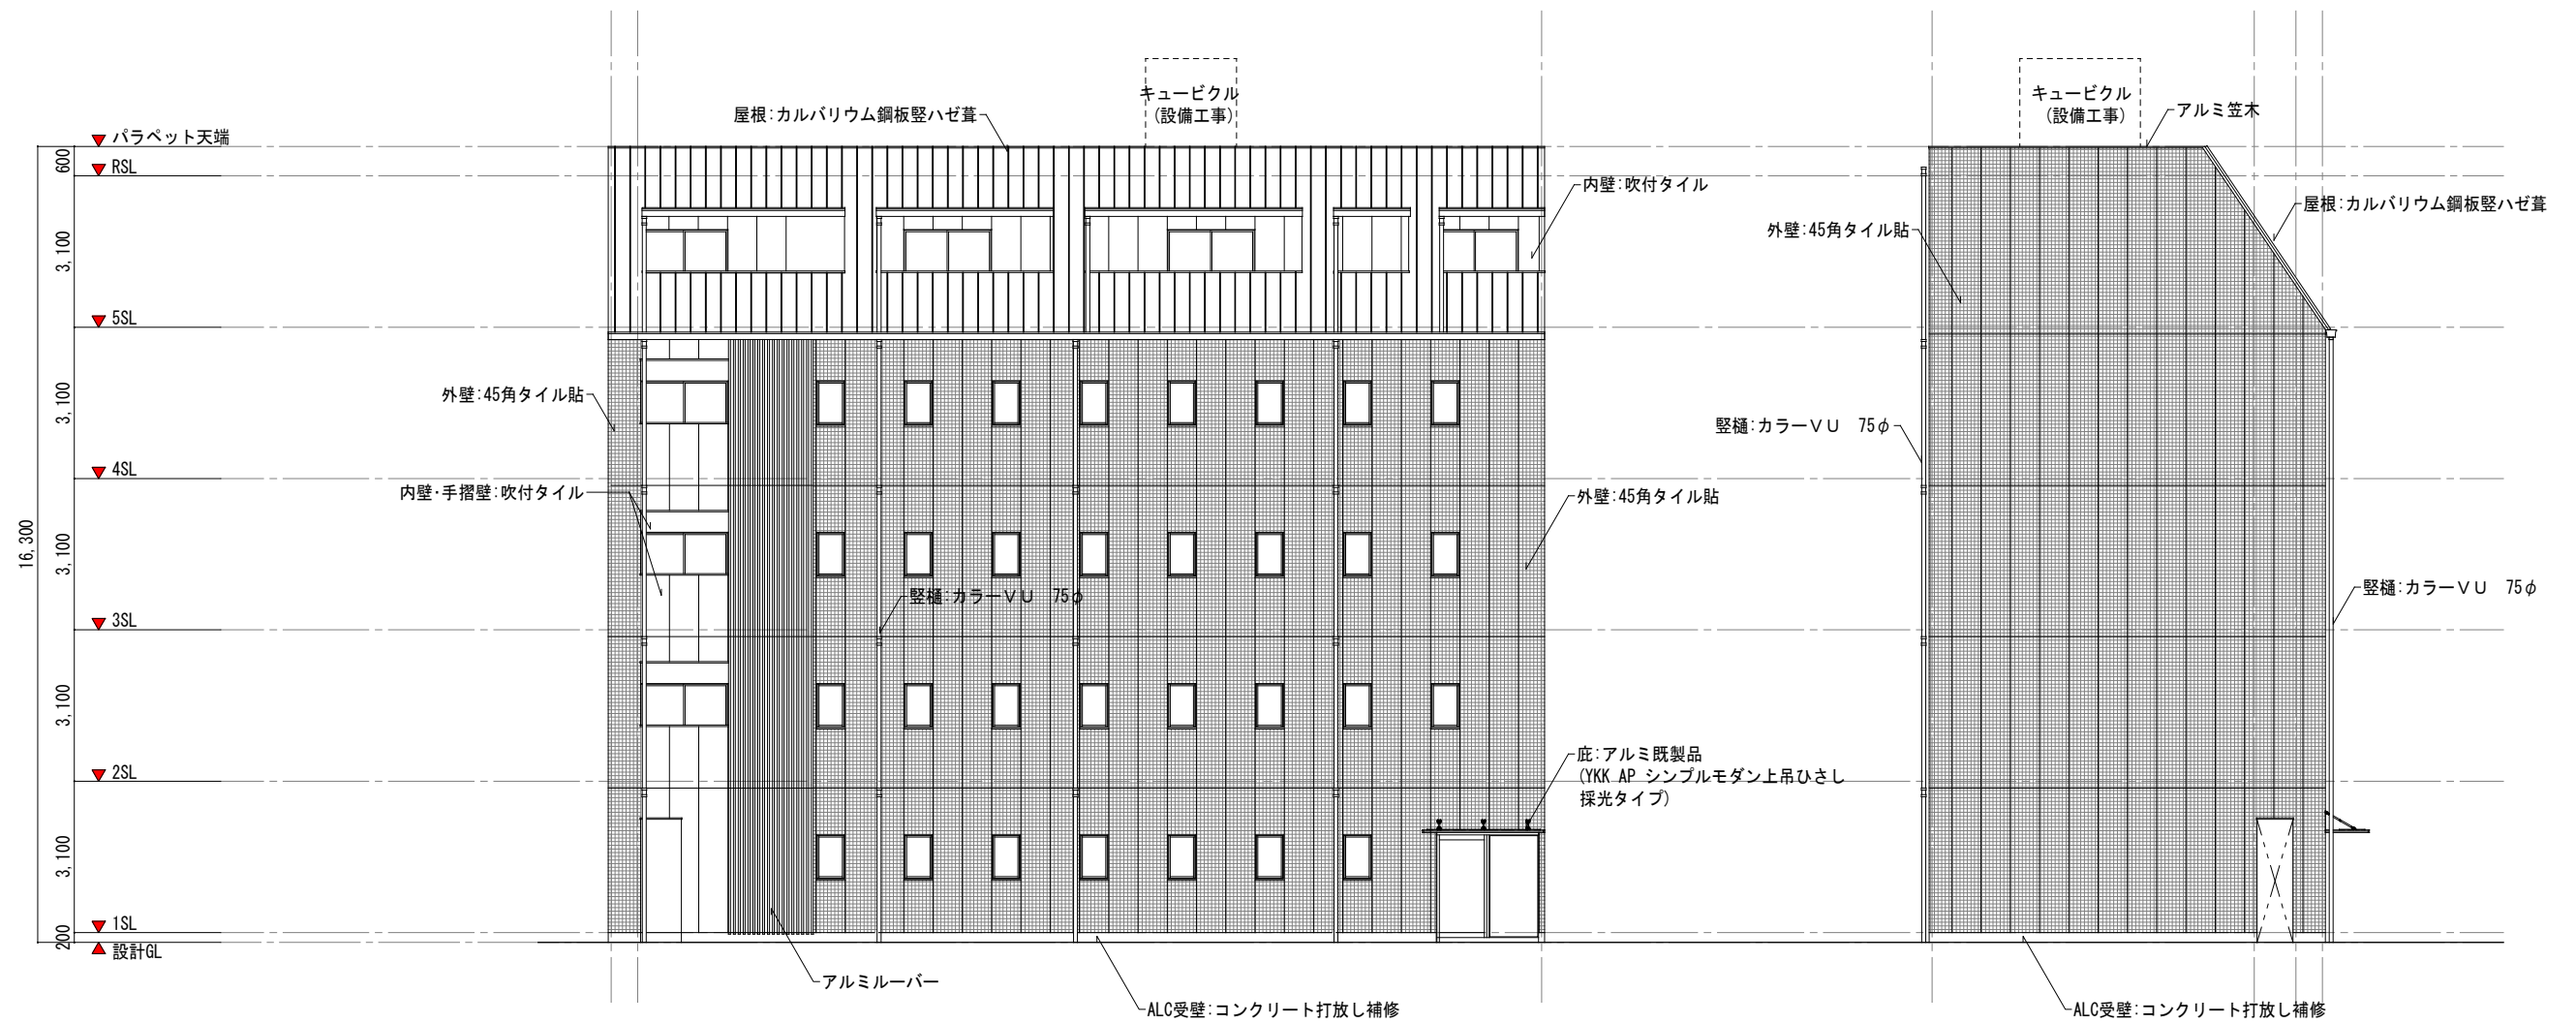 キュービクル
(設備工事)
屋根:カルバリウム鋼板竪ハゼ葺
パラペット天端
600
RSL
内壁:吹付タイル
3,100
5SL
外壁:45角タイル貼
3,100
4SL
内壁・手摺壁:吹付タイル
外壁:45角タイル貼
16,300
3,100
竪樋:カラーVU 75φ
3SL
3,100
庇:アルミ既製品
(YKK AP シンプルモダン上吊ひさし
採光タイプ)
2SL
3,100
1SL
200
設計GL
アルミルーバー
ALC受壁:コンクリート打放し補修
キュービクル
(設備工事)
アルミ笠木
屋根:カルバリウム鋼板竪ハゼ葺
外壁:45角タイル貼
竪樋:カラーVU 75φ
竪樋:カラーVU 75φ
ALC受壁:コンクリート打放し補修